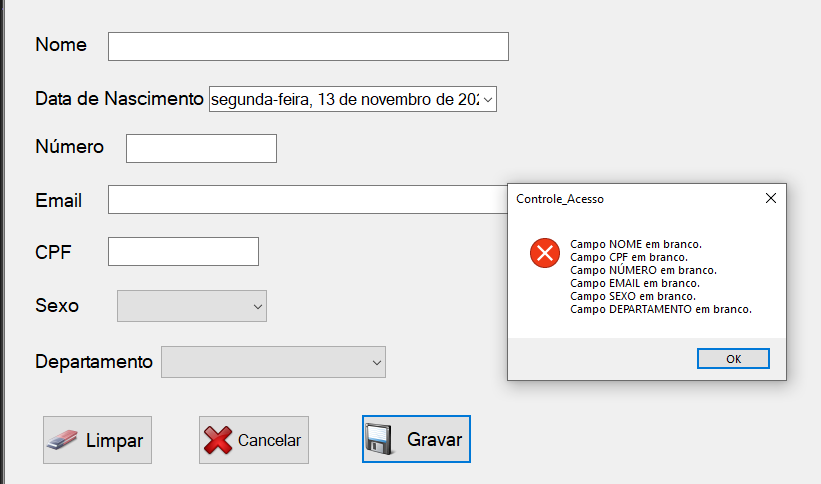 Nome
Data de Nascimento segunda-feira, 13 de novembro de 202
Número
Email
Controle_Acesso
Campo NOME em branco.
Campo CPF em branco.
Campo NÚMERO em branco.
Campo EMAIL em branco.
Campo SEXO em branco.
Campo DEPARTAMENTO em branco.
OK
CPF
Sexo
Departamento
Limpar Cancelar Gravar